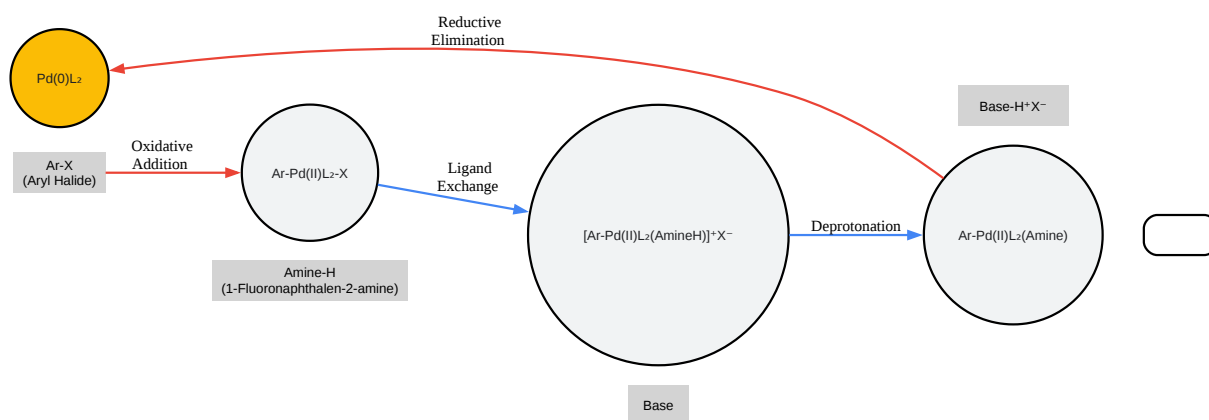 Reductive
Elimination
Pd(0)L₂
Base-H⁺X⁻
Oxidative
Addition
Ar-X
(Aryl Halide)
Ar-Pd(II)L₂-X
Ligand
Exchange
[Ar-Pd(II)L₂(AmineH)]⁺X⁻
Deprotonation
Ar-Pd(II)L₂(Amine)
Amine-H
(1-Fluoronaphthalen-2-amine)
Base